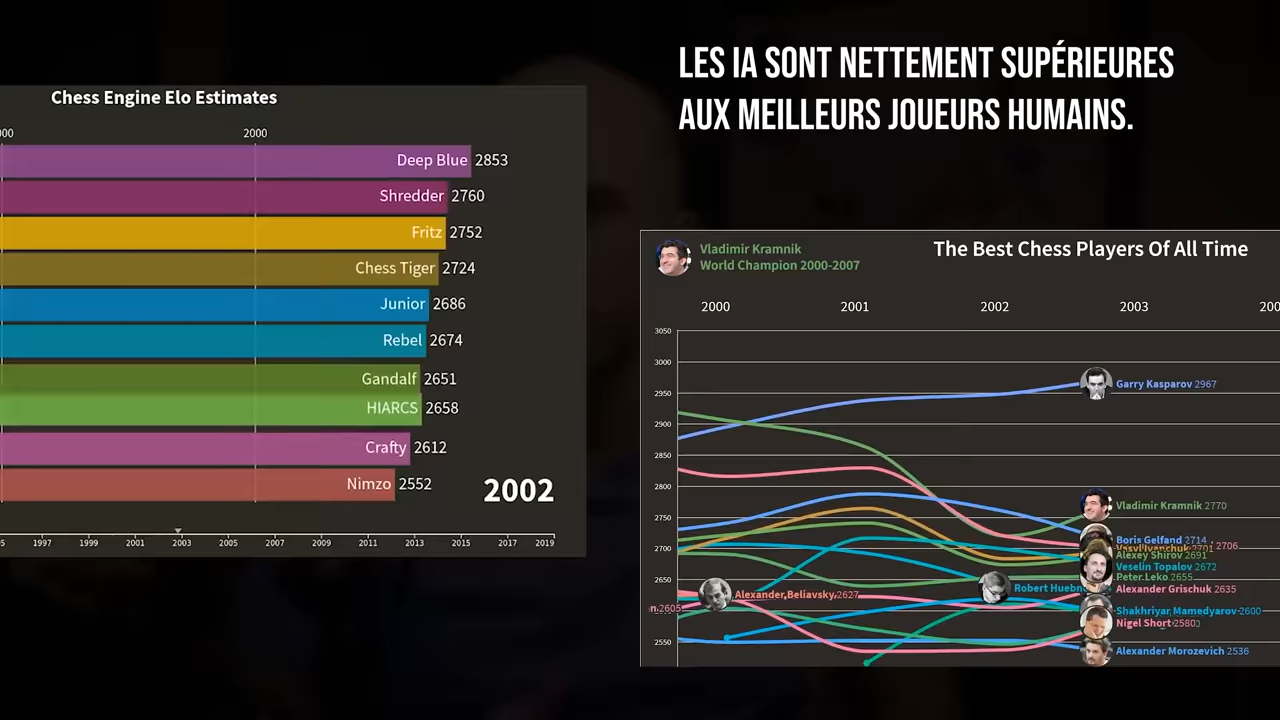 LES IA SONT NETTEMENT SUPÉRIEURES
AUX MEILLEURS JOUEURS HUMAINS.
Chess Engine Elo Estimates
2000
Deep Blue 2853
Shredder 2760
Fritz 2752
Chess Tiger 2724
Junior 2686
Rebel 2674
Gandalf 2651
HIARCS 2658
Crafty 2612
Nimzo 2552
2002
1997 1999 2001 2003 2005 2007 2009 2011 2013 2015 2017 2019
Vladimir Kramnik
World Champion 2000-2007
The Best Chess Players Of All Time
2000 2001 2002 2003
3050
3000
2950
2900
2850
2800
2750
2700
2650
2550
Garry Kasparov 2967
Vladimir Kramnik 2770
Boris Gelfand 2714
2706
Alexey Shirov 2691
Veselin Topalov 2672
Peter Leko 2655
Alexander Grischuk 2635
Robert Huebn
Alexander Beliavsky 2627
2605
Shakhriyar Mamedyarov 2600
Nigel Short 2580
Alexander Morozevich 2536